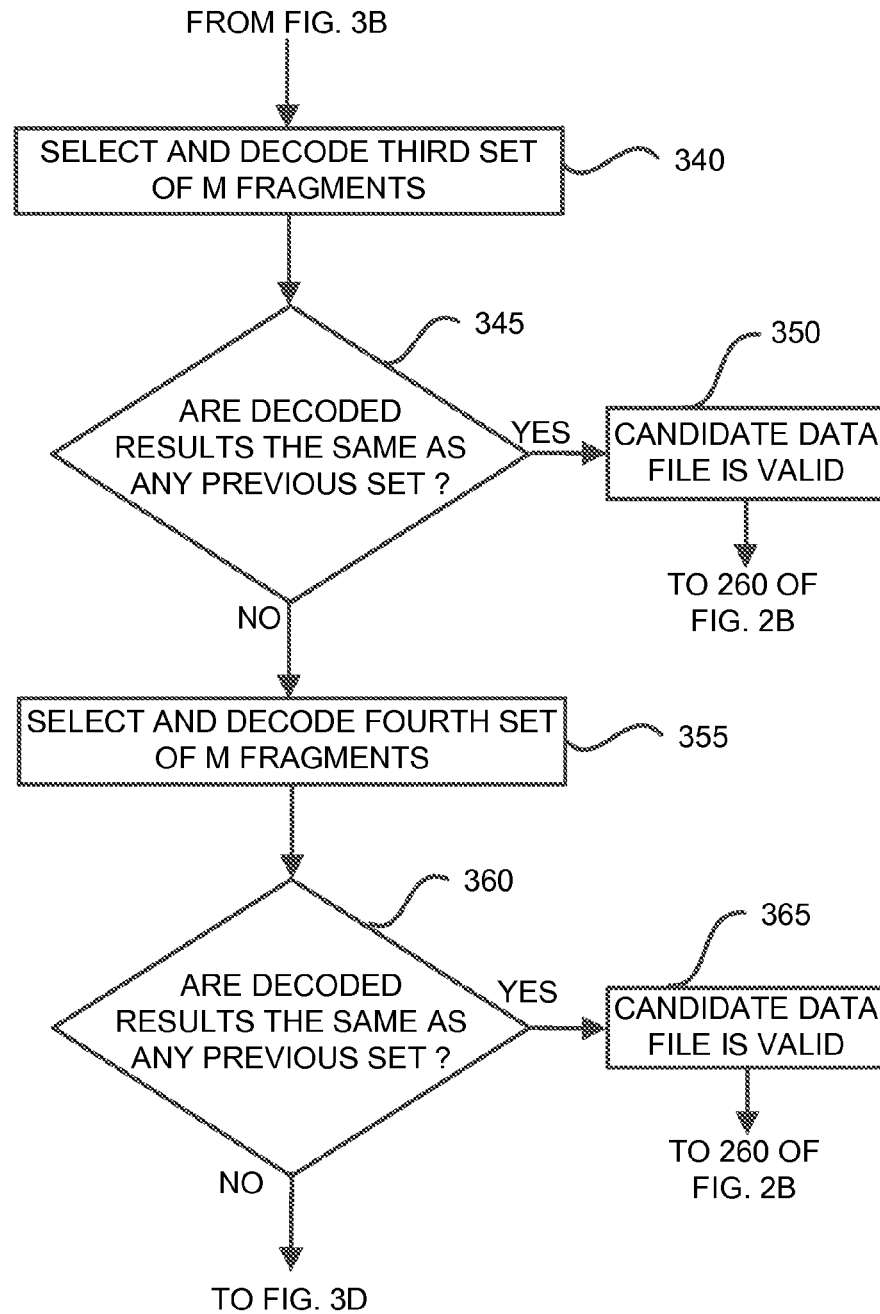 FROM FIG. 3B
SELECT AND DECODE THIRD SET
OF M FRAGMENTS
340
345
ARE DECODED
RESULTS THE SAME AS
ANY PREVIOUS SET ?
YES
350
CANDIDATE DATA
FILE IS VALID
TO 260 OF
FIG. 2B
NO
SELECT AND DECODE FOURTH SET
OF M FRAGMENTS
355
360
ARE DECODED
RESULTS THE SAME AS
ANY PREVIOUS SET ?
YES
365
CANDIDATE DATA
FILE IS VALID
TO 260 OF
FIG. 2B
NO
TO FIG. 3D